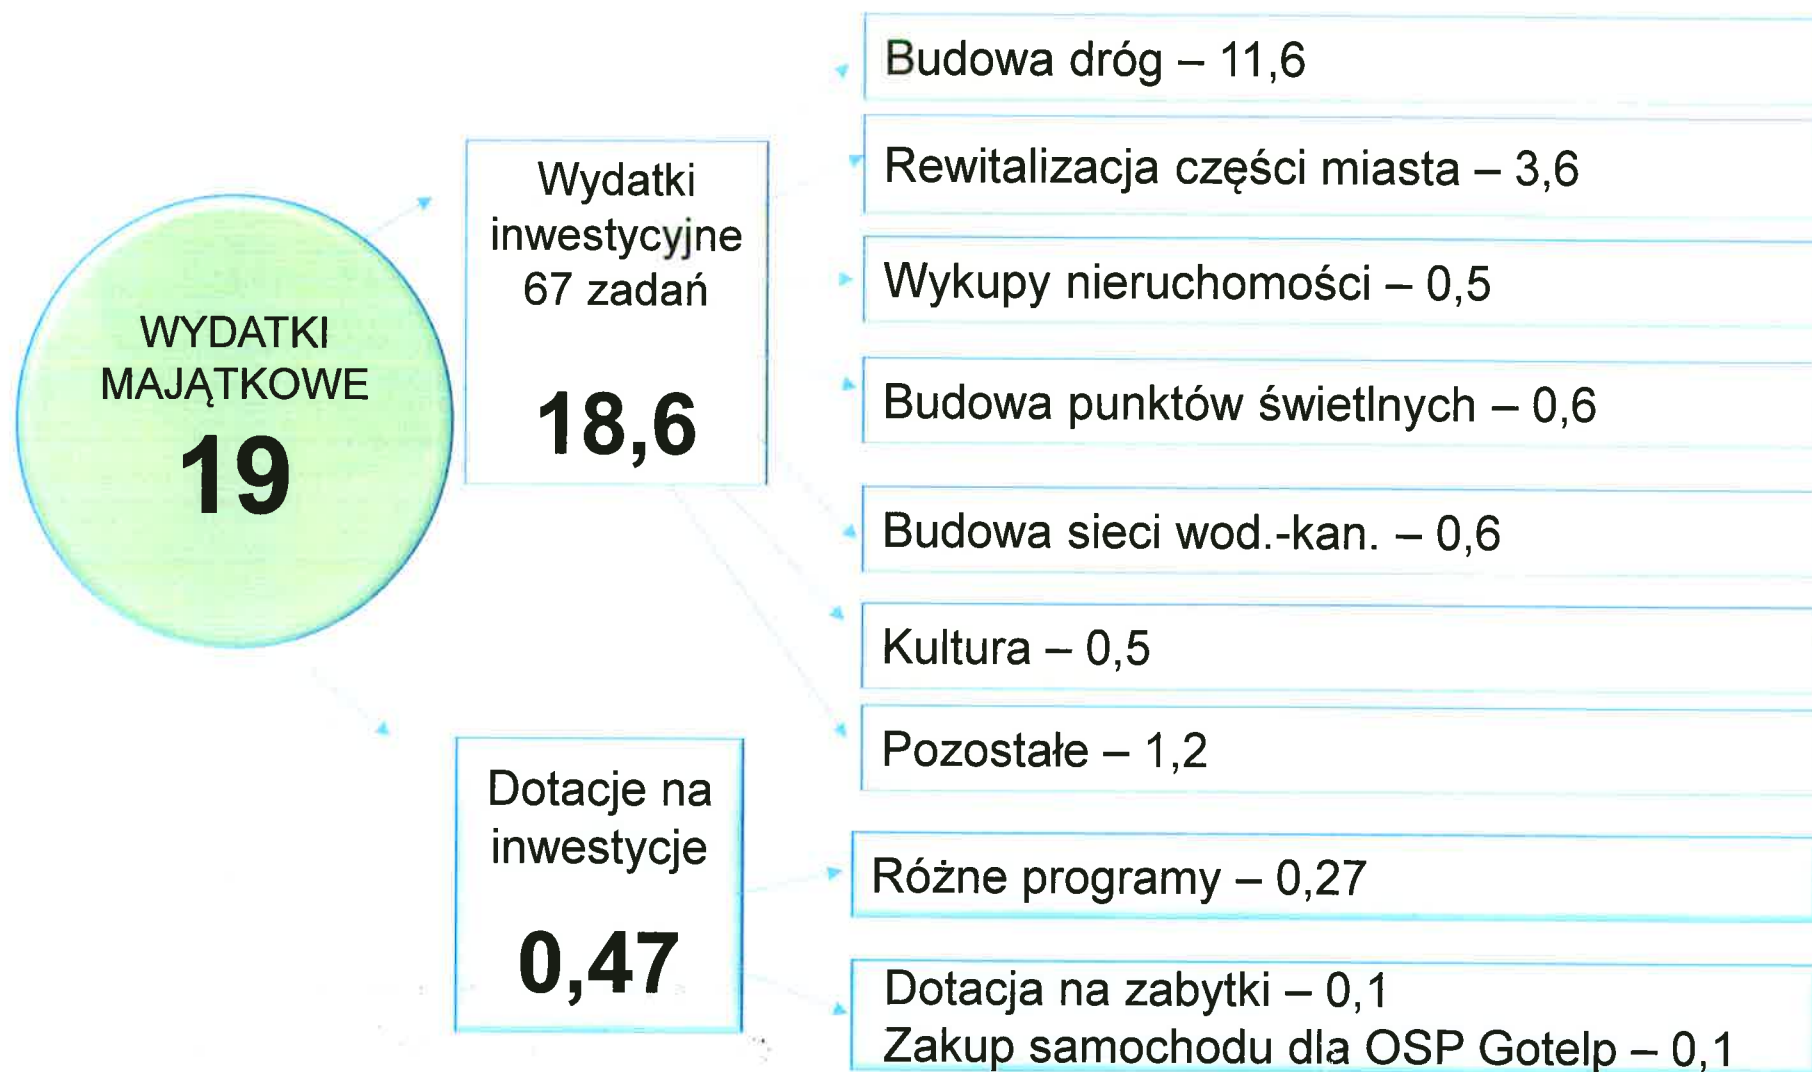 WYDATKI
MAJĄTKOWE
19
Wydatki
inwestycyjne
67 zadań
18,6
Budowa dróg – 11,6
Rewitalizacja części miasta – 3,6
Wykupy nieruchomości – 0,5
Budowa punktów świetlnych – 0,6
Budowa sieci wod.-kan. – 0,6
Kultura – 0,5
Pozostałe – 1,2
Dotacje na
inwestycje
0,47
Różne programy – 0,27
Dotacja na zabytki – 0,1
Zakup samochodu dla OSP Gotelp – 0,1